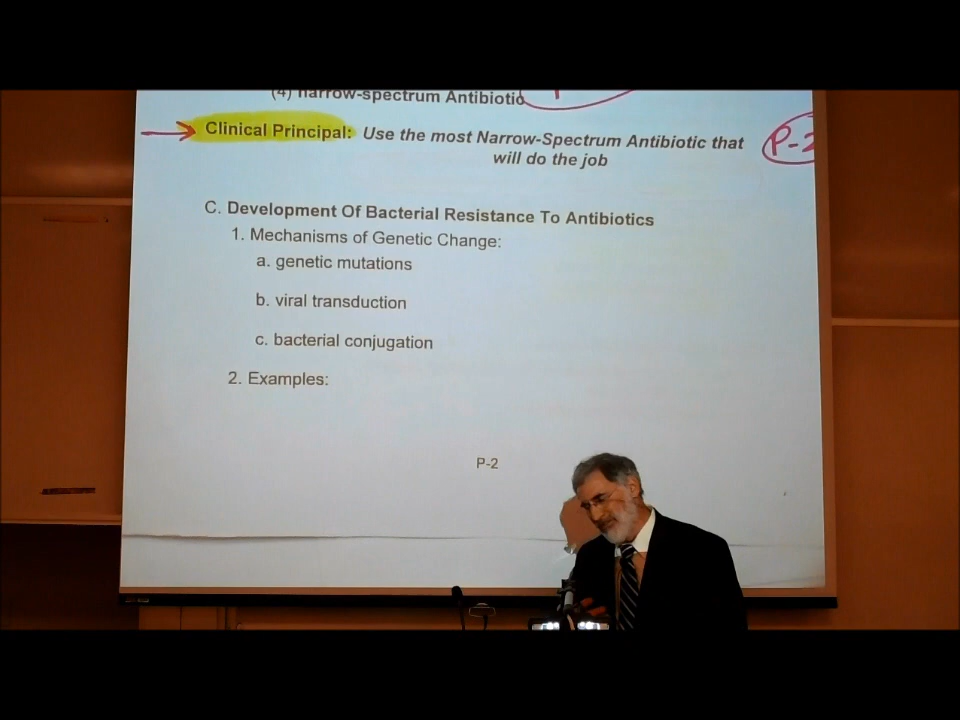 (4) narrow-spectrum Antibiotic
Clinical Principal: Use the most Narrow-Spectrum Antibiotic that
will do the job
P-2
C. Development Of Bacterial Resistance To Antibiotics
1. Mechanisms of Genetic Change:
a. genetic mutations
b. viral transduction
c. bacterial conjugation
2. Examples:
P-2